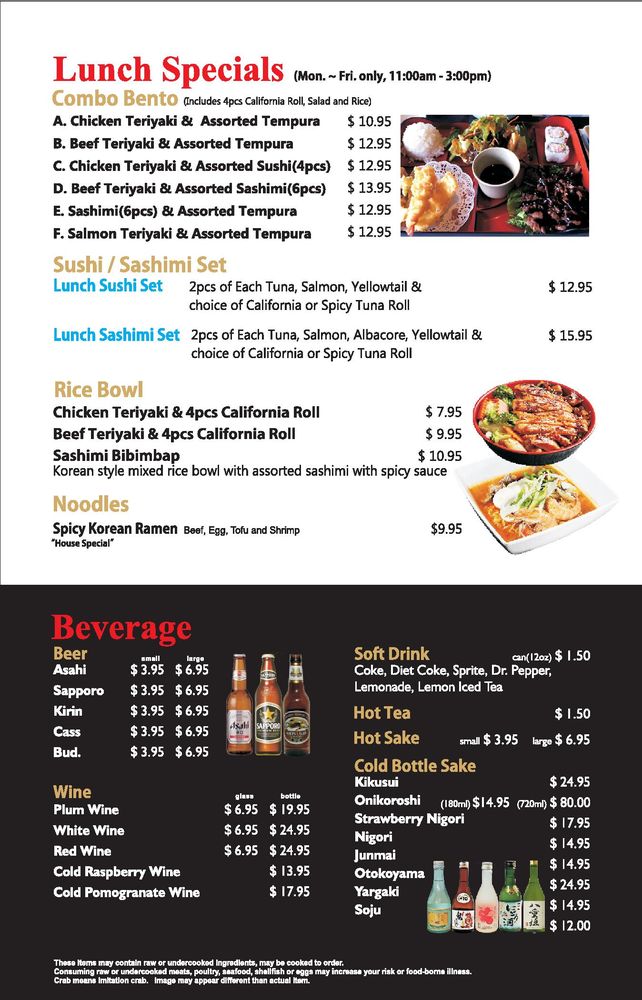 Lunch Specials (Mon. ~ Fri. only, 11:00am - 3:00pm)
Combo Bento (Includes 4pcs California Roll, Salad and Rice)
A. Chicken Teriyaki & Assorted Tempura $ 10.95
B. Beef Teriyaki & Assorted Tempura $ 12.95
C. Chicken Teriyaki & Assorted Sushi(4pcs) $ 12.95
D. Beef Teriyaki & Assorted Sashimi(6pcs) $ 13.95
E. Sashimi(6pcs) & Assorted Tempura $ 12.95
F. Salmon Teriyaki & Assorted Tempura $ 12.95
Sushi / Sashimi Set
Lunch Sushi Set 2pcs of Each Tuna, Salmon, Yellowtail & $ 12.95
choice of California or Spicy Tuna Roll
Lunch Sashimi Set 2pcs of Each Tuna, Salmon, Albacore, Yellowtail & $ 15.95
choice of California or Spicy Tuna Roll
Rice Bowl
Chicken Teriyaki & 4pcs California Roll $ 7.95
Beef Teriyaki & 4pcs California Roll $ 9.95
Sashimi Bibimbap $ 10.95
Korean style mixed rice bowl with assorted sashimi with spicy sauce
Noodles
Spicy Korean Ramen Beef, Egg, Tofu and Shrimp $9.95
"House Special"
Beverage
Beer small large
Asahi $ 3.95 $ 6.95
Sapporo $ 3.95 $ 6.95
Kirin $ 3.95 $ 6.95
Cass $ 3.95 $ 6.95
Bud. $ 3.95 $ 6.95
Asahi
SAPPORO
Wine glass bottle
Plum Wine $ 6.95 $ 19.95
White Wine $ 6.95 $ 24.95
Red Wine $ 6.95 $ 24.95
Cold Raspberry Wine $ 13.95
Cold Pomogranate Wine $ 17.95
Soft Drink can(12oz) $ 1.50
Coke, Diet Coke, Sprite, Dr. Pepper,
Lemonade, Lemon Iced Tea
Hot Tea $ 1.50
Hot Sake small $ 3.95 large $ 6.95
Cold Bottle Sake
Kikusui $ 24.95
Onikoroshi (180ml) $14.95 (720ml) $ 80.00
Strawberry Nigori $ 17.95
Nigori $ 14.95
Junmai $ 14.95
Otokoyama $ 24.95
Yargaki $ 14.95
Soju $ 12.00
These items may contain raw or undercooked ingredients, may be cooked to order.
Consuming raw or undercooked meats, poultry, seafood, shellfish or eggs may increase your risk or food-borne illness.
Crab means imitation crab. Image may appear different than actual item.